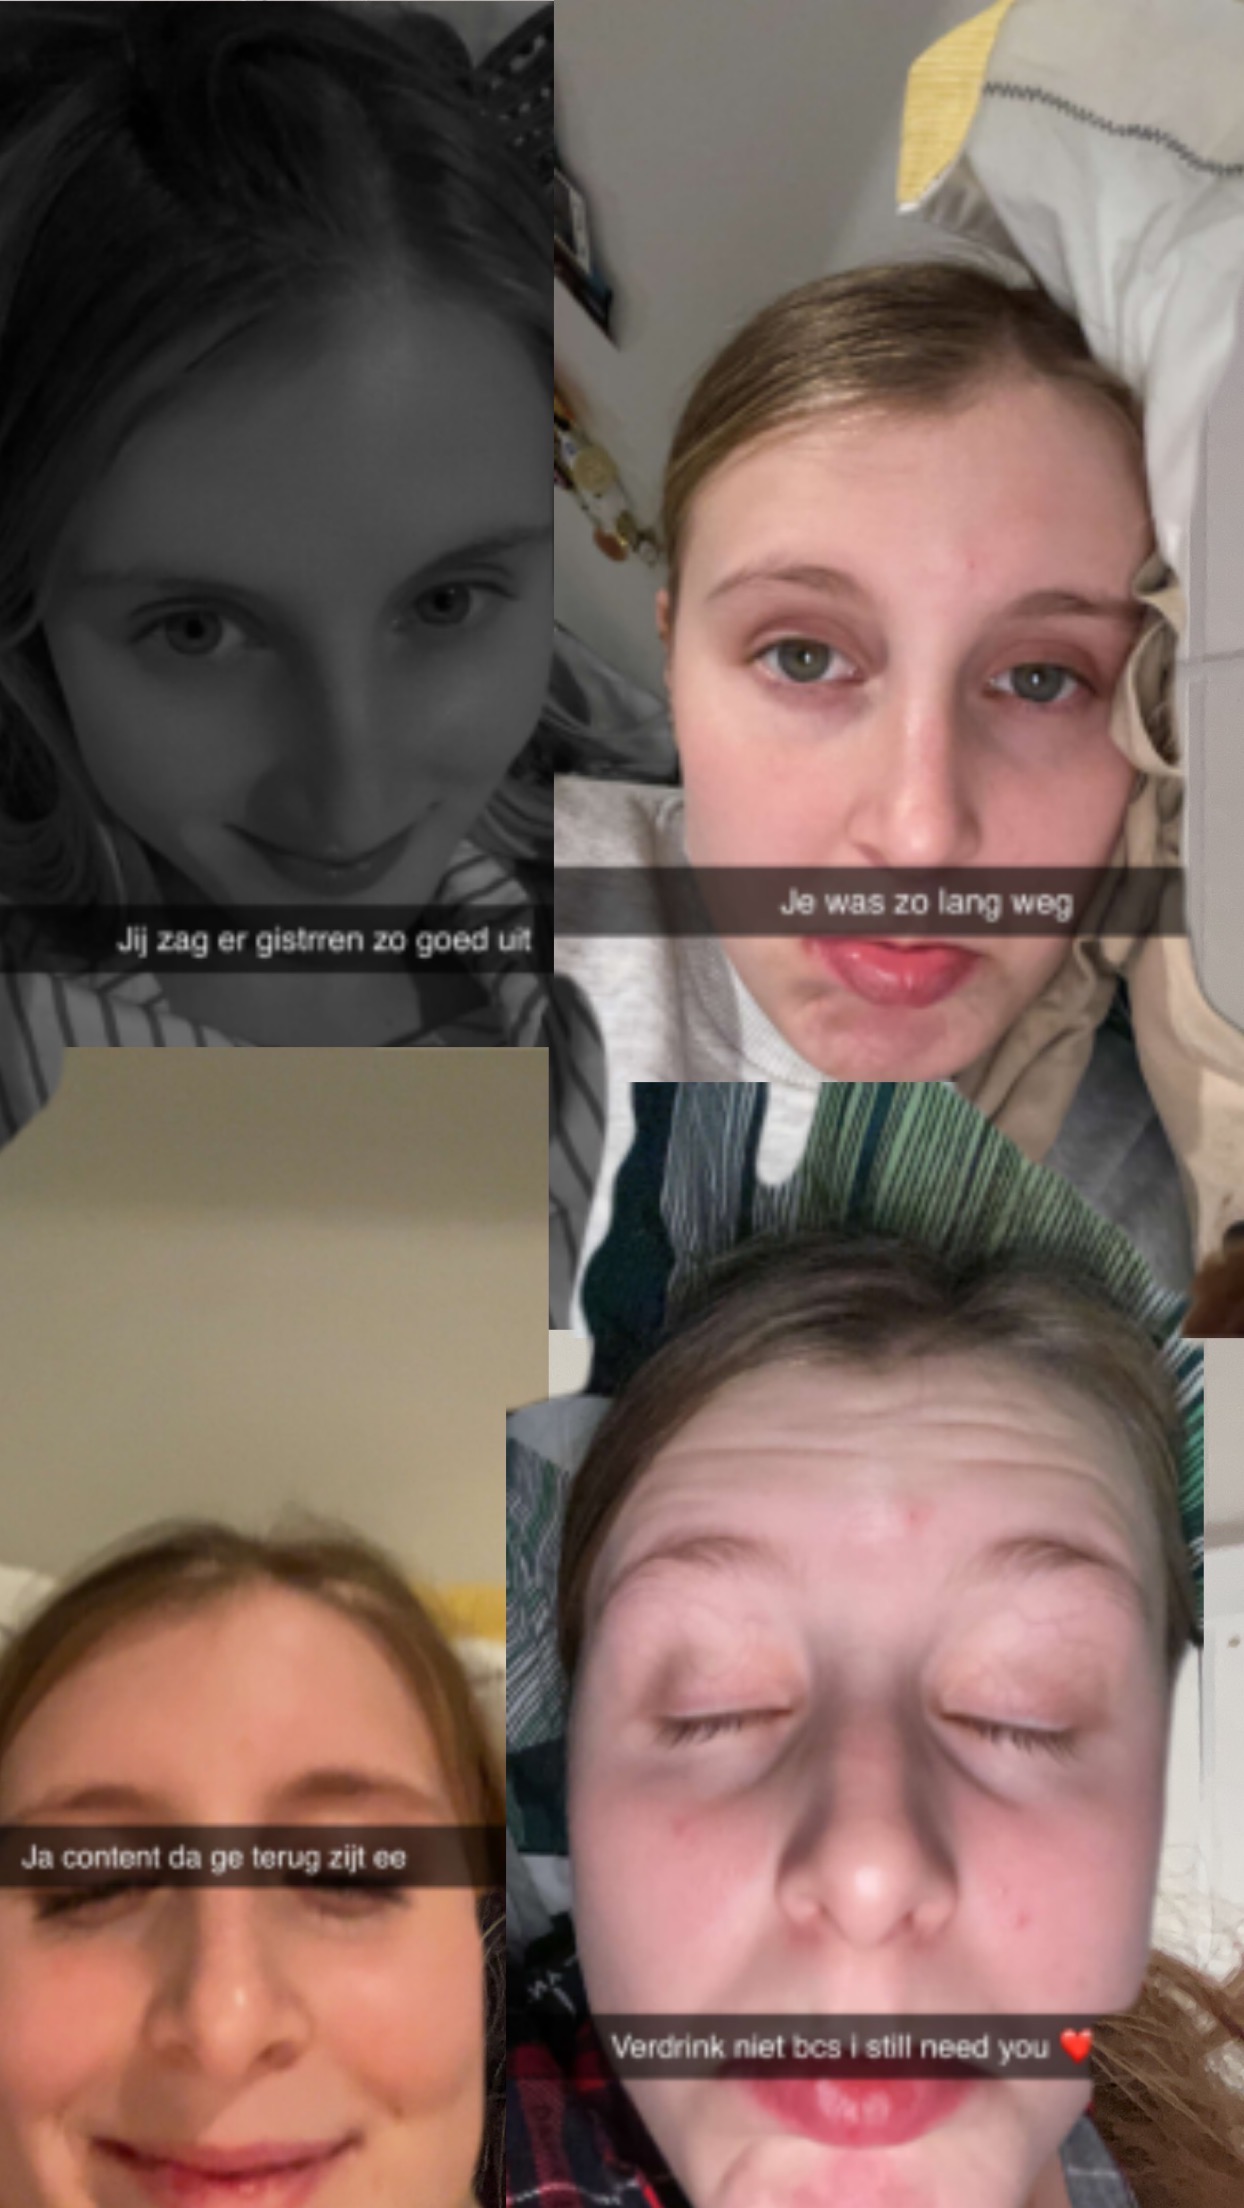 Jij zag er gistrren zo goed uit
Je was zo lang weg
Ja content da ge terug zijt ee
Verdrink niet bcs i still need you ❤️